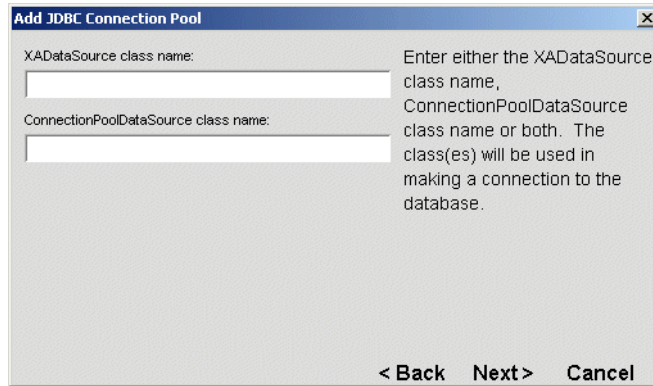 Add JDBC Connection Pool
XADataSource class name:
ConnectionPoolDataSource class name:
Enter either the XADataSource
class name,
ConnectionPoolDataSource
class name or both. The
class(es) will be used in
making a connection to the
database.
< Back Next > Cancel